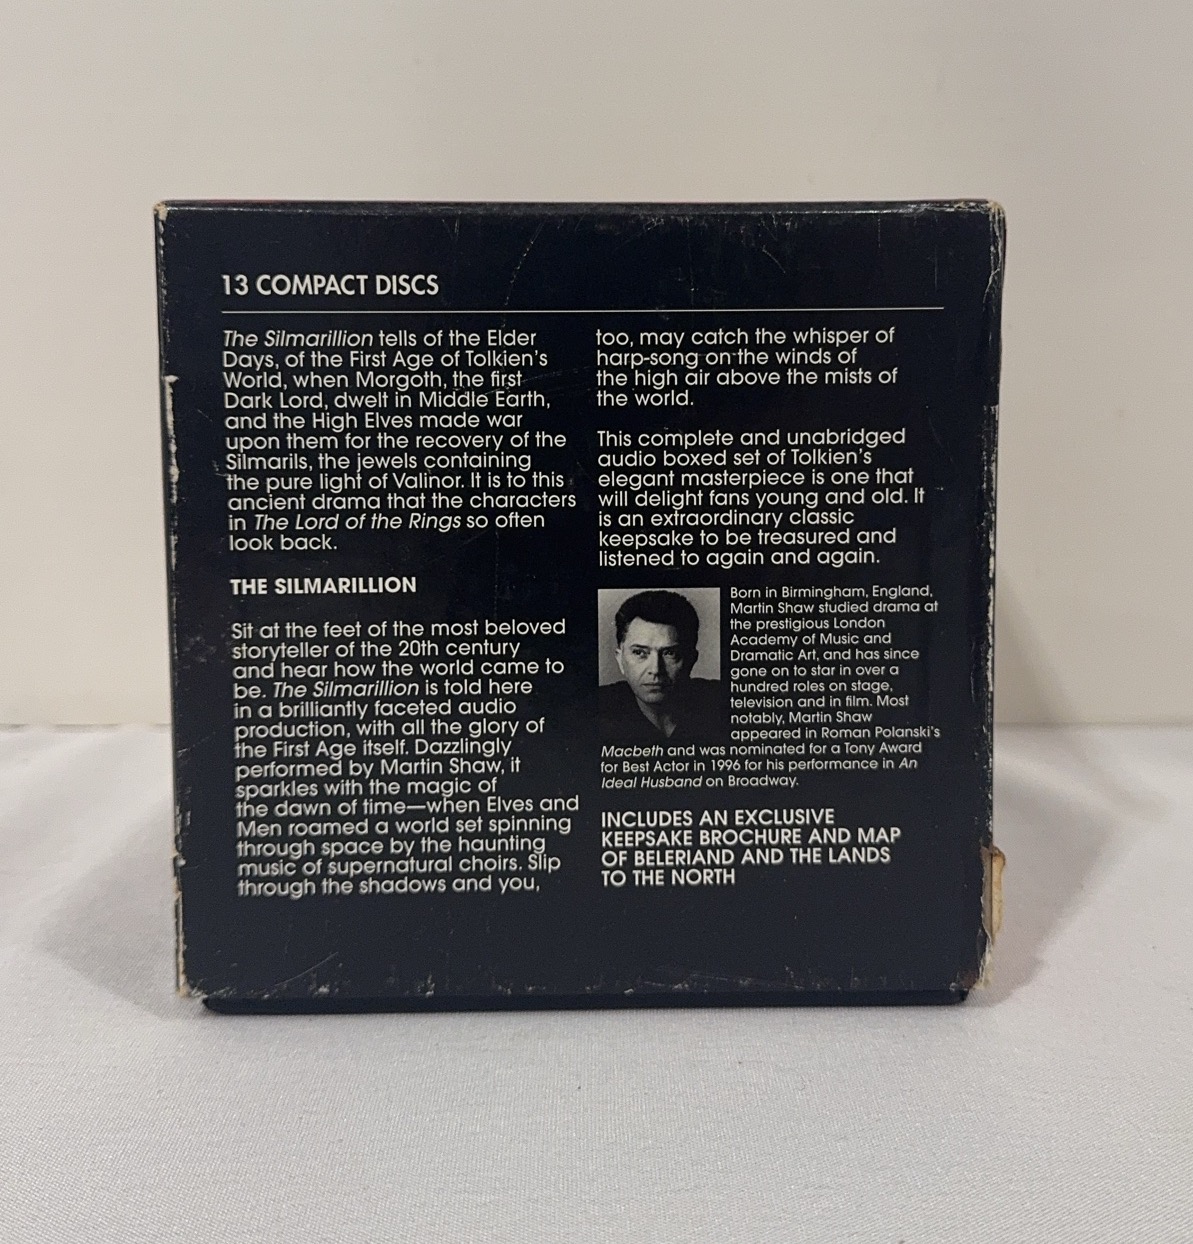 13 COMPACT DISCS
The Silmarillion tells of the Elder
Days, of the First Age of Tolkien's
World, when Morgoth, the first
Dark Lord, dwelt in Middle Earth,
and the High Elves made war
upon them for the recovery of the
Silmarils, the jewels containing
the pure light of Valinor. It is to this
ancient drama that the characters
in The Lord of the Rings so often
look back.
THE SILMARILLION
Sit at the feet of the most beloved
storyteller of the 20th century
and hear how the world came to
be. The Silmarillion is told here
in a brilliantly faceted audio
production, with all the glory of
the First Age itself. Dazzlingly
performed by Martin Shaw, it
sparkles with the magic of
the dawn of time—when Elves and
Men roamed a world set spinning
through space by the haunting
music of supernatural choirs. Slip
through the shadows and you,
too, may catch the whisper of
harp-song on the winds of
the high air above the mists of
the world.
This complete and unabridged
audio boxed set of Tolkien's
elegant masterpiece is one that
will delight fans young and old. It
is an extraordinary classic
keepsake to be treasured and
listened to again and again.
Born in Birmingham, England,
Martin Shaw studied drama at
the prestigious London
Academy of Music and
Dramatic Art, and has since
gone on to star in over a
hundred roles on stage,
television and in film. Most
notably, Martin Shaw
appeared in Roman Polanski's
Macbeth and was nominated for a Tony Award
for Best Actor in 1996 for his performance in An
Ideal Husband on Broadway.
INCLUDES AN EXCLUSIVE
KEEPSAKE BROCHURE AND MAP
OF BELERIAND AND THE LANDS
TO THE NORTH